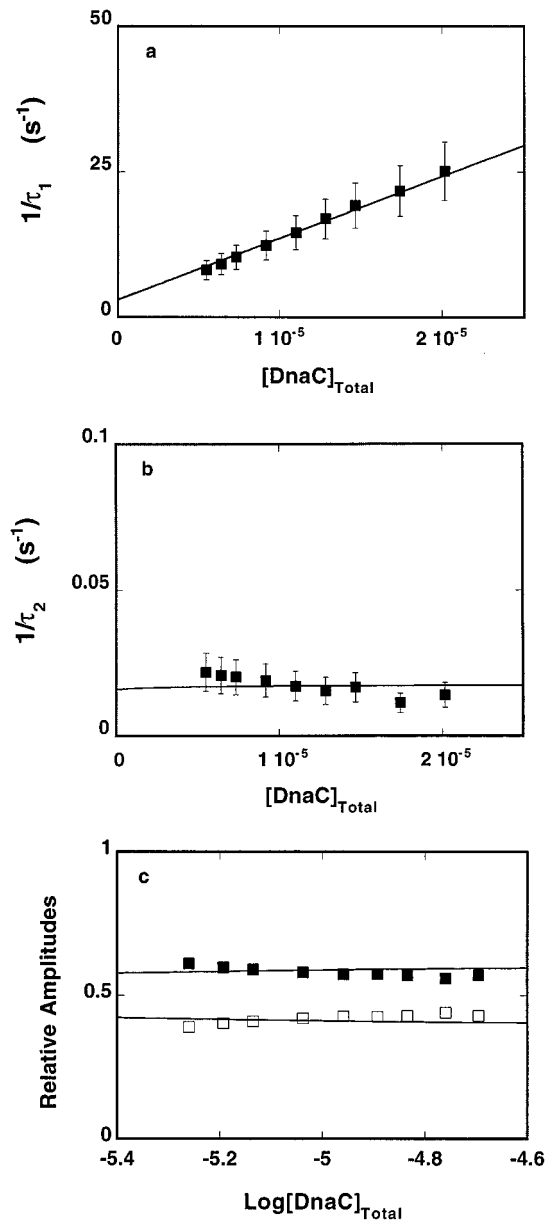 50
a
25
0
1/τ1 (s-1)
0
1 10-5
2 10-5
[DnaC]Total
0.1
b
0.05
0
1/τ2 (s-1)
0
1 10-5
2 10-5
[DnaC]Total
1
c
0.5
0
Relative Amplitudes
-5.4
-5.2
-5
-4.8
-4.6
Log[DnaC]Total